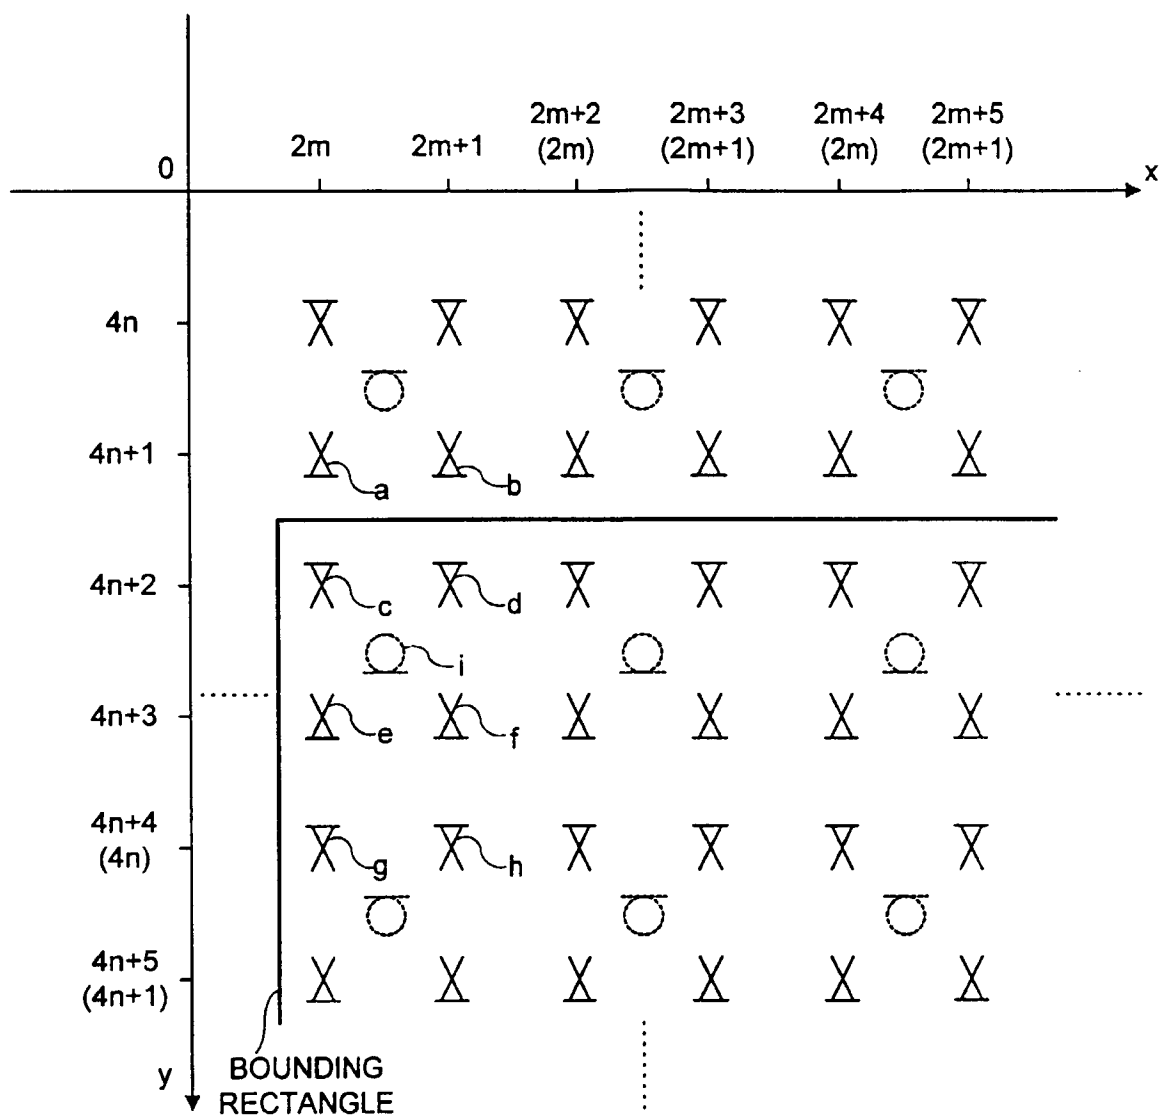 2m+2 2m+3 2m+4 2m+5
2m 2m+1 (2m) (2m+1) (2m) (2m+1)
0 x
4n
4n+1
a b
4n+2
c d
i
4n+3
e f
4n+4
(4n)
g h
4n+5
(4n+1)
y BOUNDING
RECTANGLE